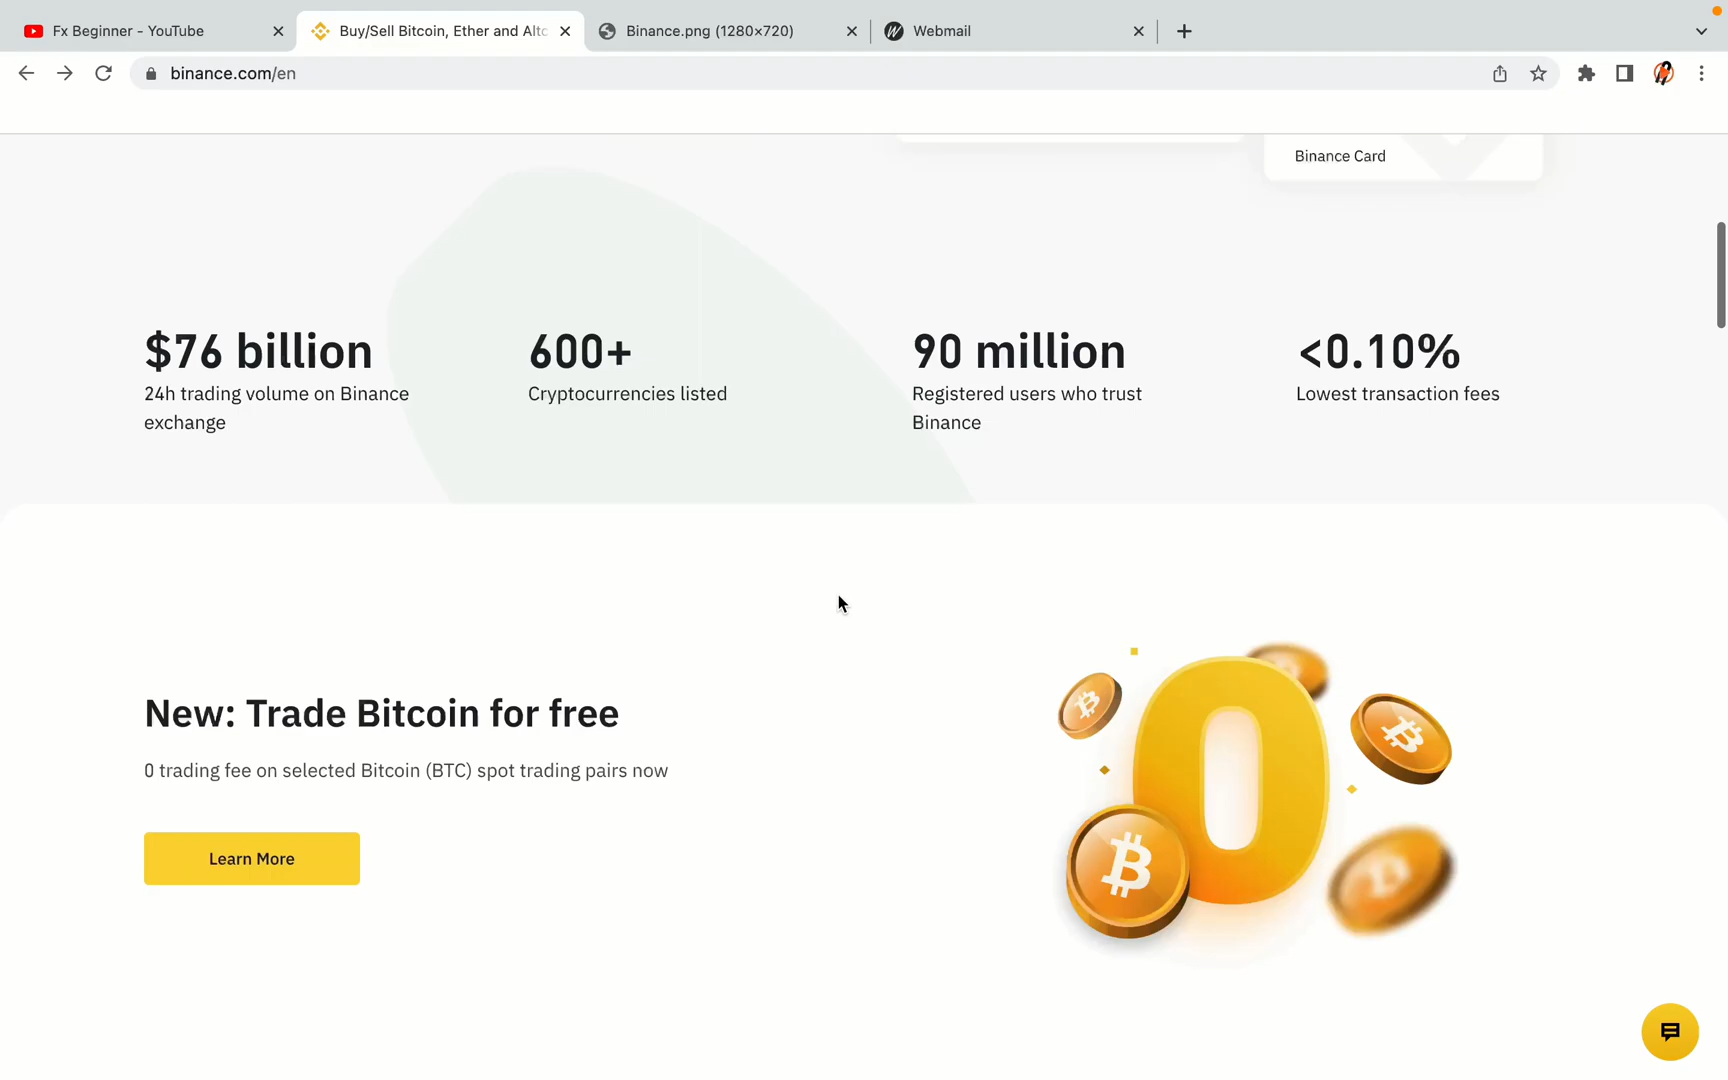 Fx Beginner - YouTube
Buy/Sell Bitcoin, Ether and Altc
Binance.png (1280×720)
Webmail
binance.com/en
Binance Card
$76 billion
24h trading volume on Binance
exchange
600+
Cryptocurrencies listed
90 million
Registered users who trust
Binance
<0.10%
Lowest transaction fees
New: Trade Bitcoin for free
0 trading fee on selected Bitcoin (BTC) spot trading pairs now
Learn More
0